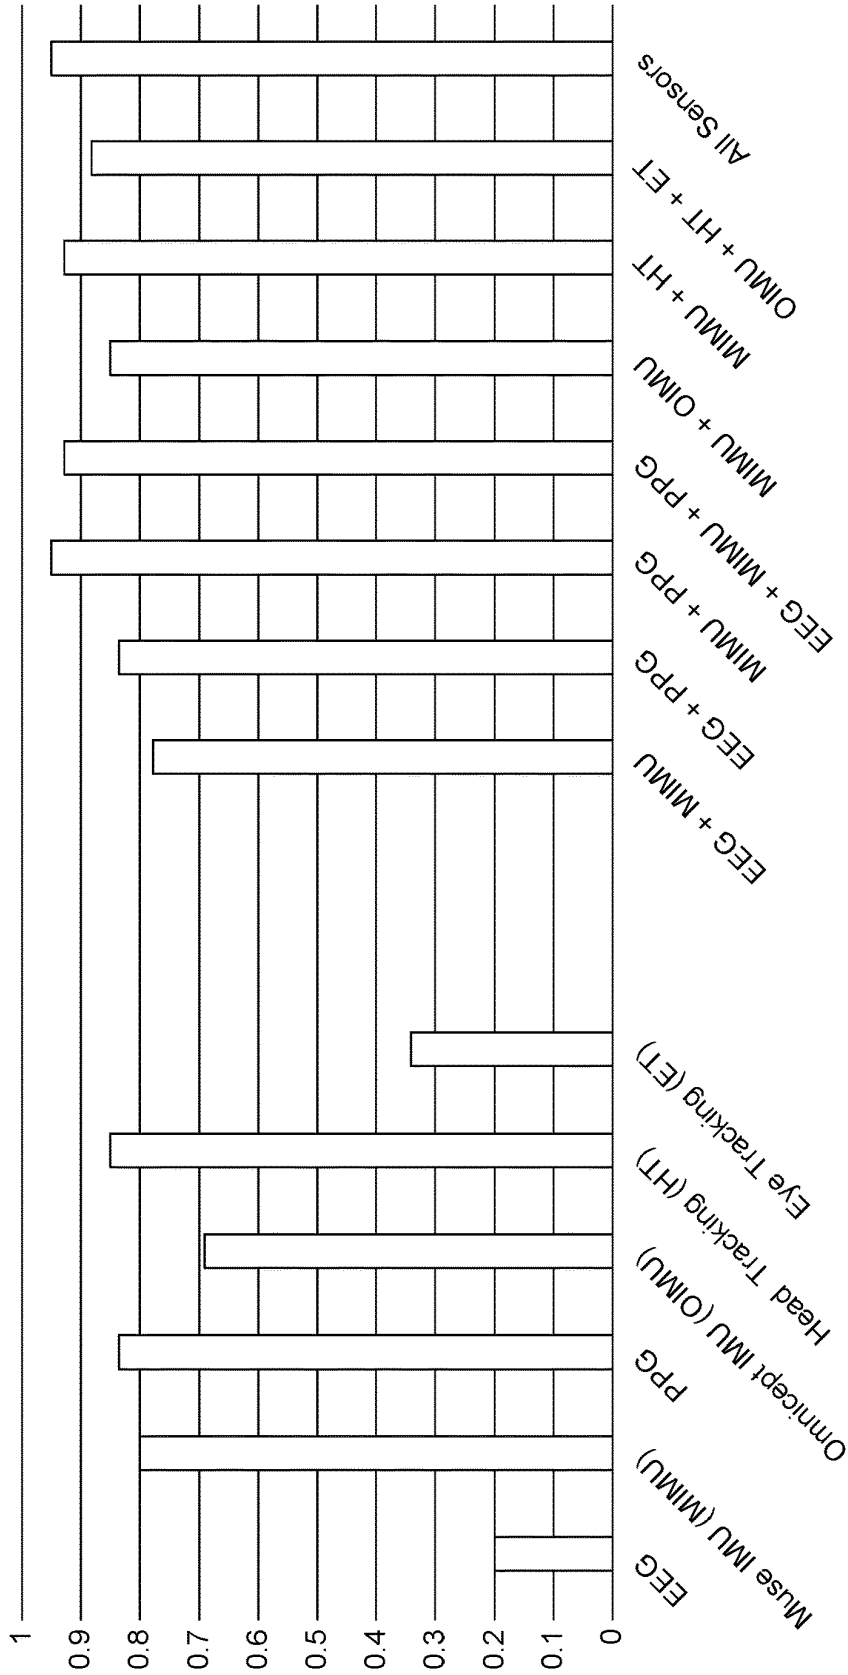 1
0.9
0.8
0.7
0.6
0.5
0.4
0.3
0.2
0.1
0
EEG
Muse IMU (MIMU)
PPG
Omnicept IMU (OIMU)
Head Tracking (HT)
Eye Tracking (ET)
EEG + MIMU
EEG + PPG
MIMU + PPG
EEG + MIMU + PPG
MIMU + OIMU
MIMU + HT
OIMU + HT + ET
All Sensors